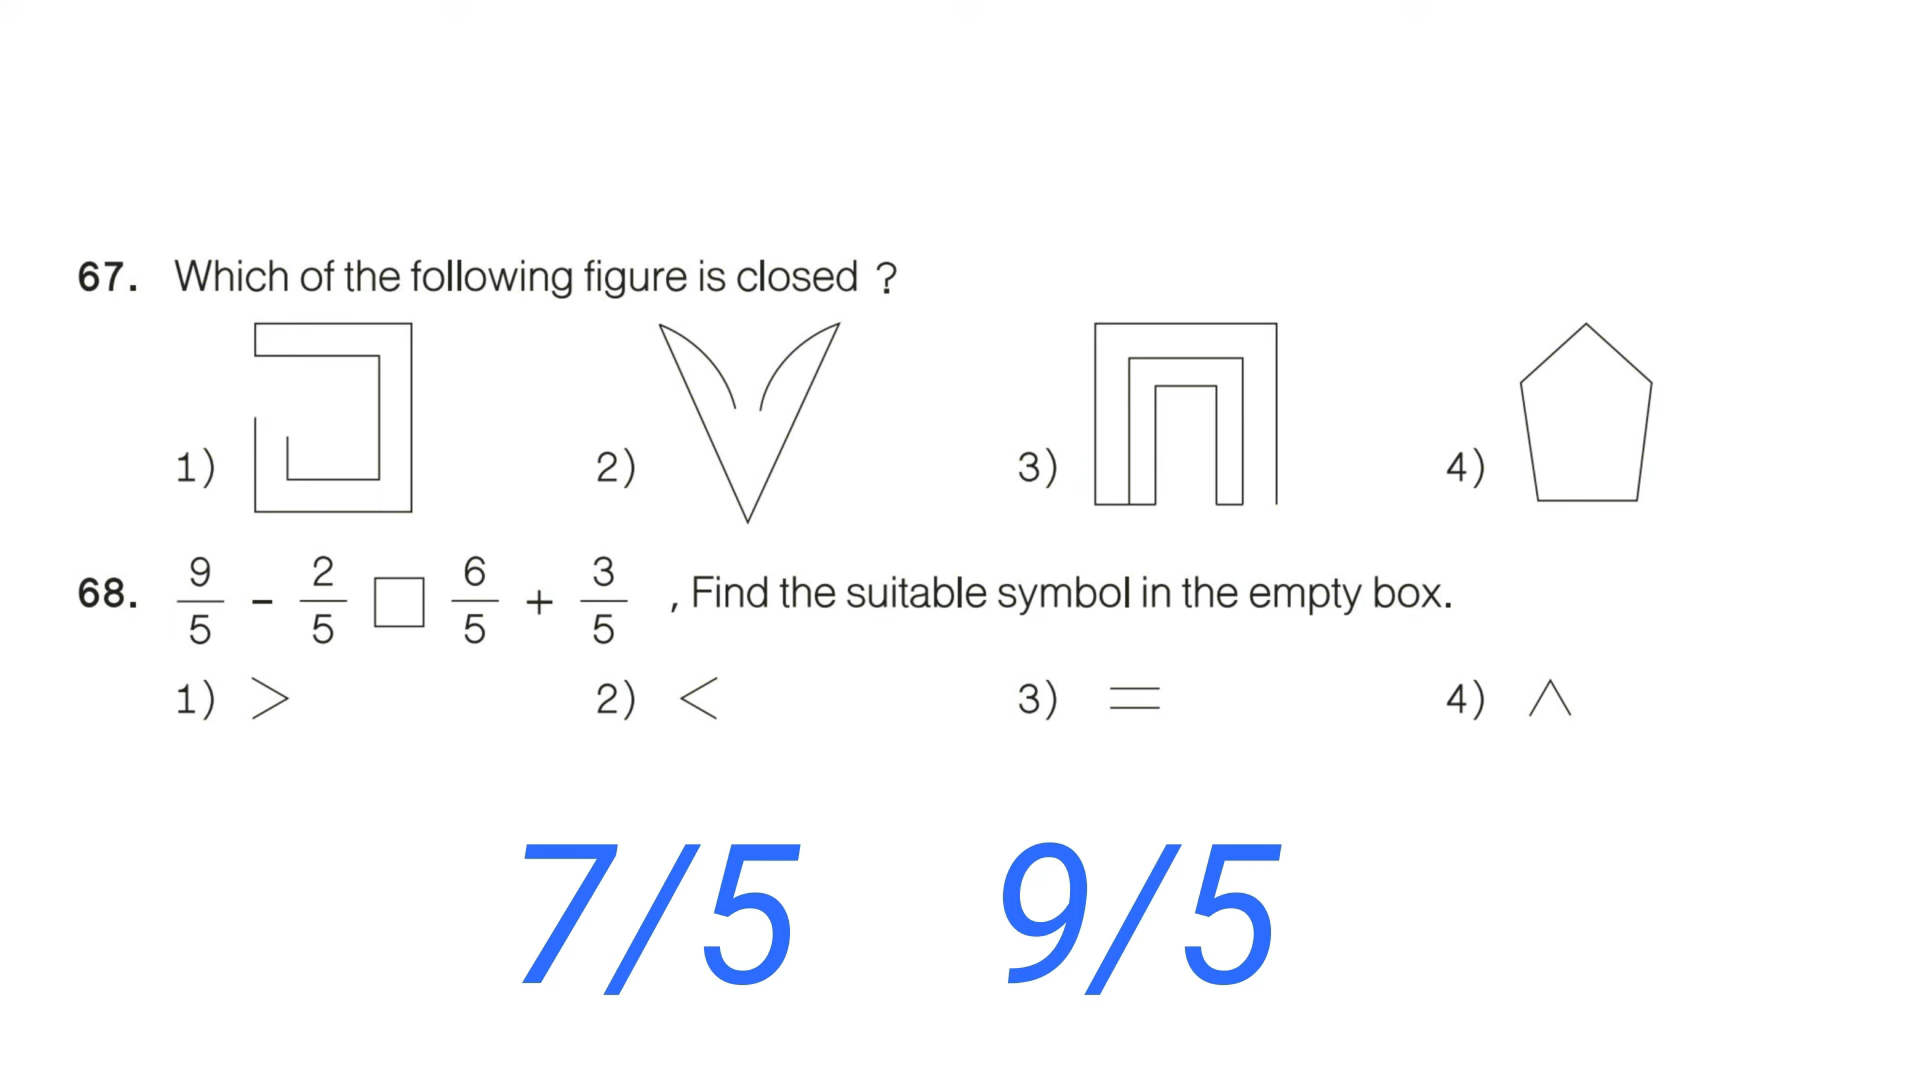 67. Which of the following figure is closed ?
1) 2) 3) 4)
68. 9/5 - 2/5 □ 6/5 + 3/5 , Find the suitable symbol in the empty box.
1) > 2) < 3) = 4) ∧
7/5 9/5